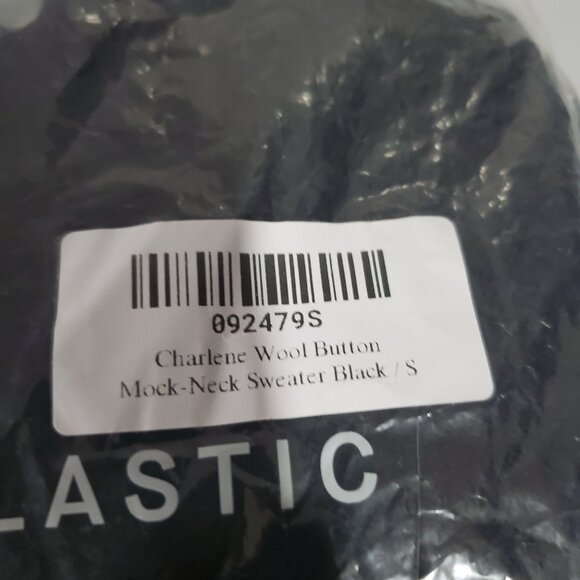 092479S
Charlene Wool Button
Mock-Neck Sweater Black / S
LASTIC